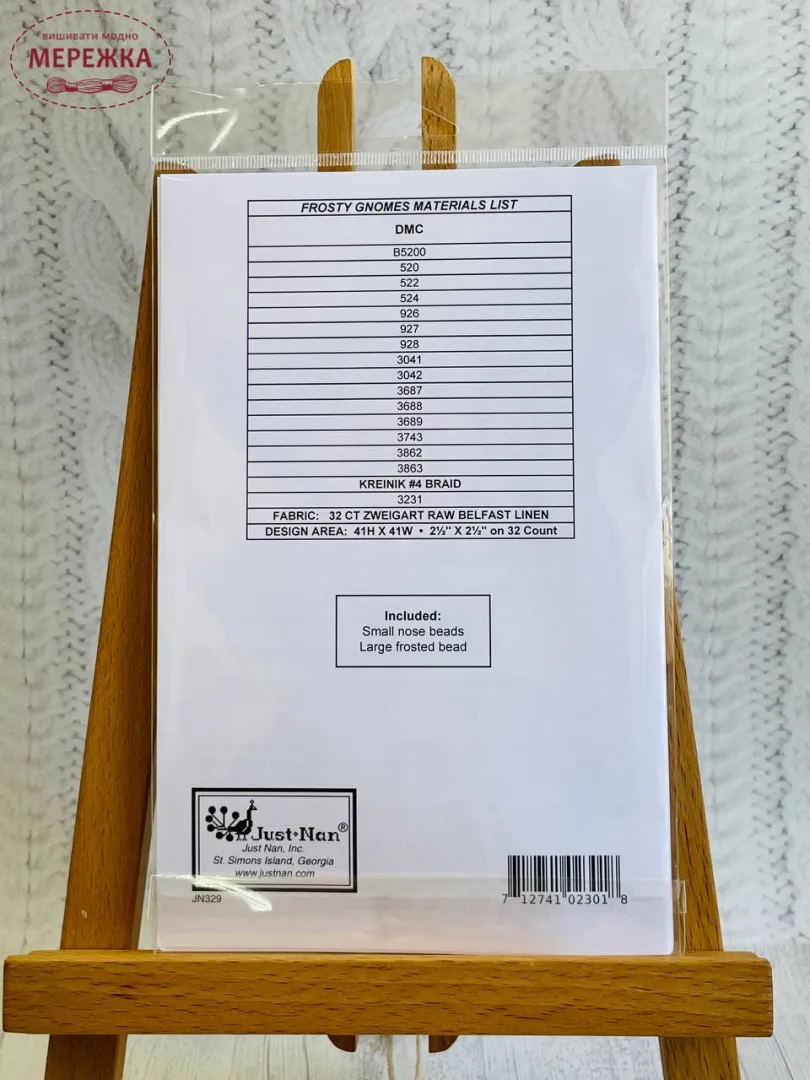 вишивати модно
МЕРЕЖКА
FROSTY GNOMES MATERIALS LIST
DMC
B5200
520
522
524
926
927
928
3041
3042
3687
3688
3689
3743
3862
3863
KREINIK #4 BRAID
3231
FABRIC: 32 CT ZWEIGART RAW BELFAST LINEN
DESIGN AREA: 41H X 41W • 2½" X 2½" on 32 Count
Included:
Small nose beads
Large frosted bead
Just•Nan®
Just Nan, Inc.
St. Simons Island, Georgia
www.justnan.com
JN329
7 12741 02301 8